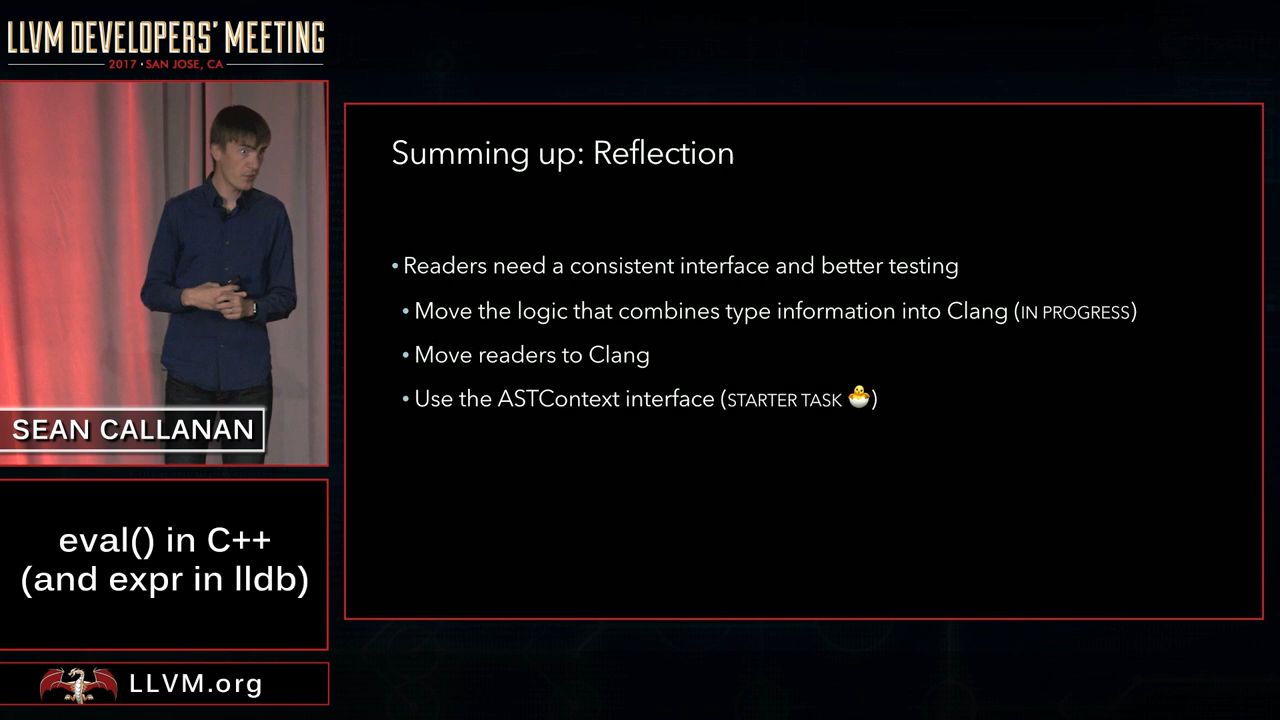 LLVM DEVELOPERS' MEETING
2017 • SAN JOSE, CA
SEAN CALLANAN
eval() in C++
(and expr in lldb)
LLVM.org
Summing up: Reflection
• Readers need a consistent interface and better testing
• Move the logic that combines type information into Clang (IN PROGRESS)
• Move readers to Clang
• Use the ASTContext interface (STARTER TASK 🐣)